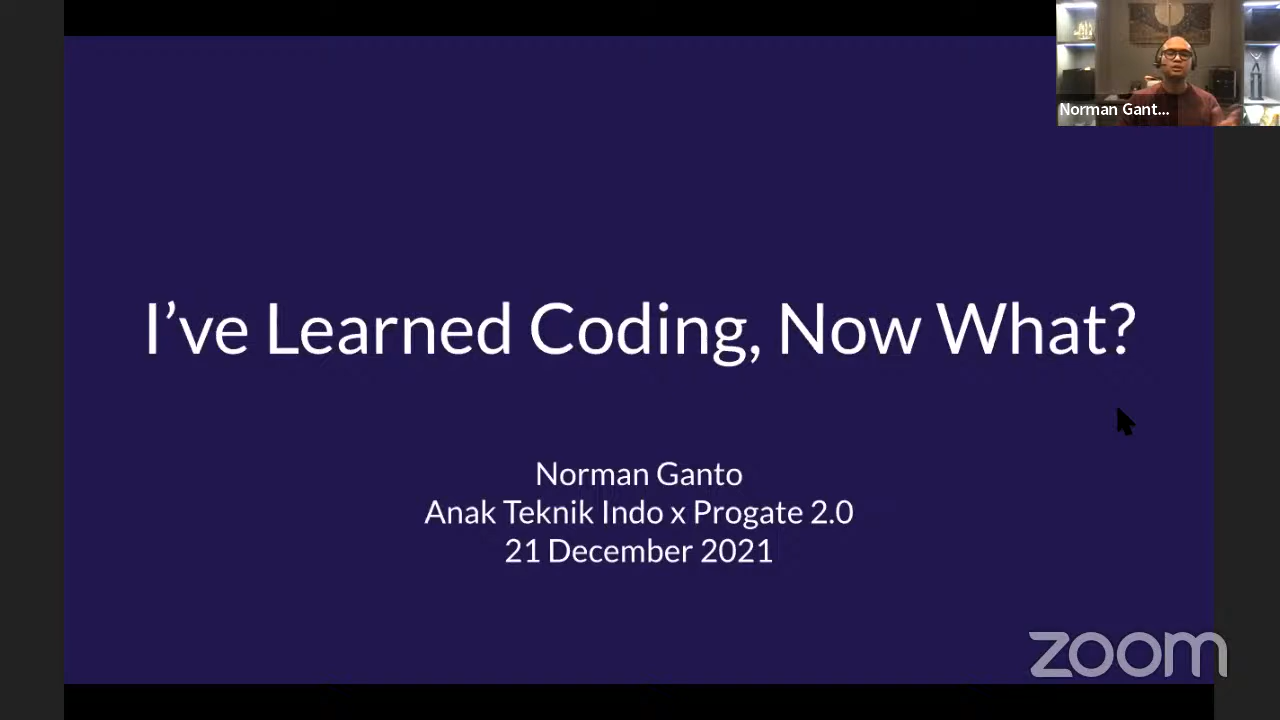 Norman Gant...
I've Learned Coding, Now What?
Norman Ganto
Anak Teknik Indo x Progate 2.0
21 December 2021
zoom